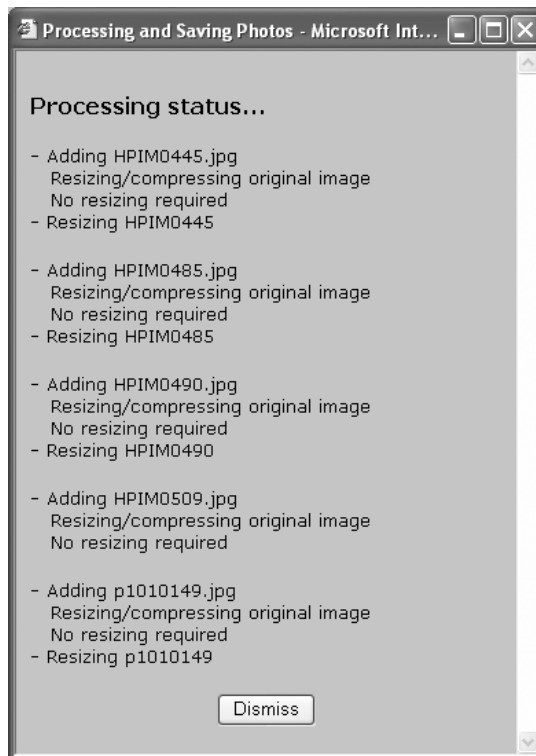 Processing and Saving Photos - Microsoft Int...
Processing status...
- Adding HPIM0445.jpg
Resizing/compressing original image
No resizing required
- Resizing HPIM0445
- Adding HPIM0485.jpg
Resizing/compressing original image
No resizing required
- Resizing HPIM0485
- Adding HPIM0490.jpg
Resizing/compressing original image
No resizing required
- Resizing HPIM0490
- Adding HPIM0509.jpg
Resizing/compressing original image
No resizing required
- Adding p1010149.jpg
Resizing/compressing original image
No resizing required
- Resizing p1010149
Dismiss